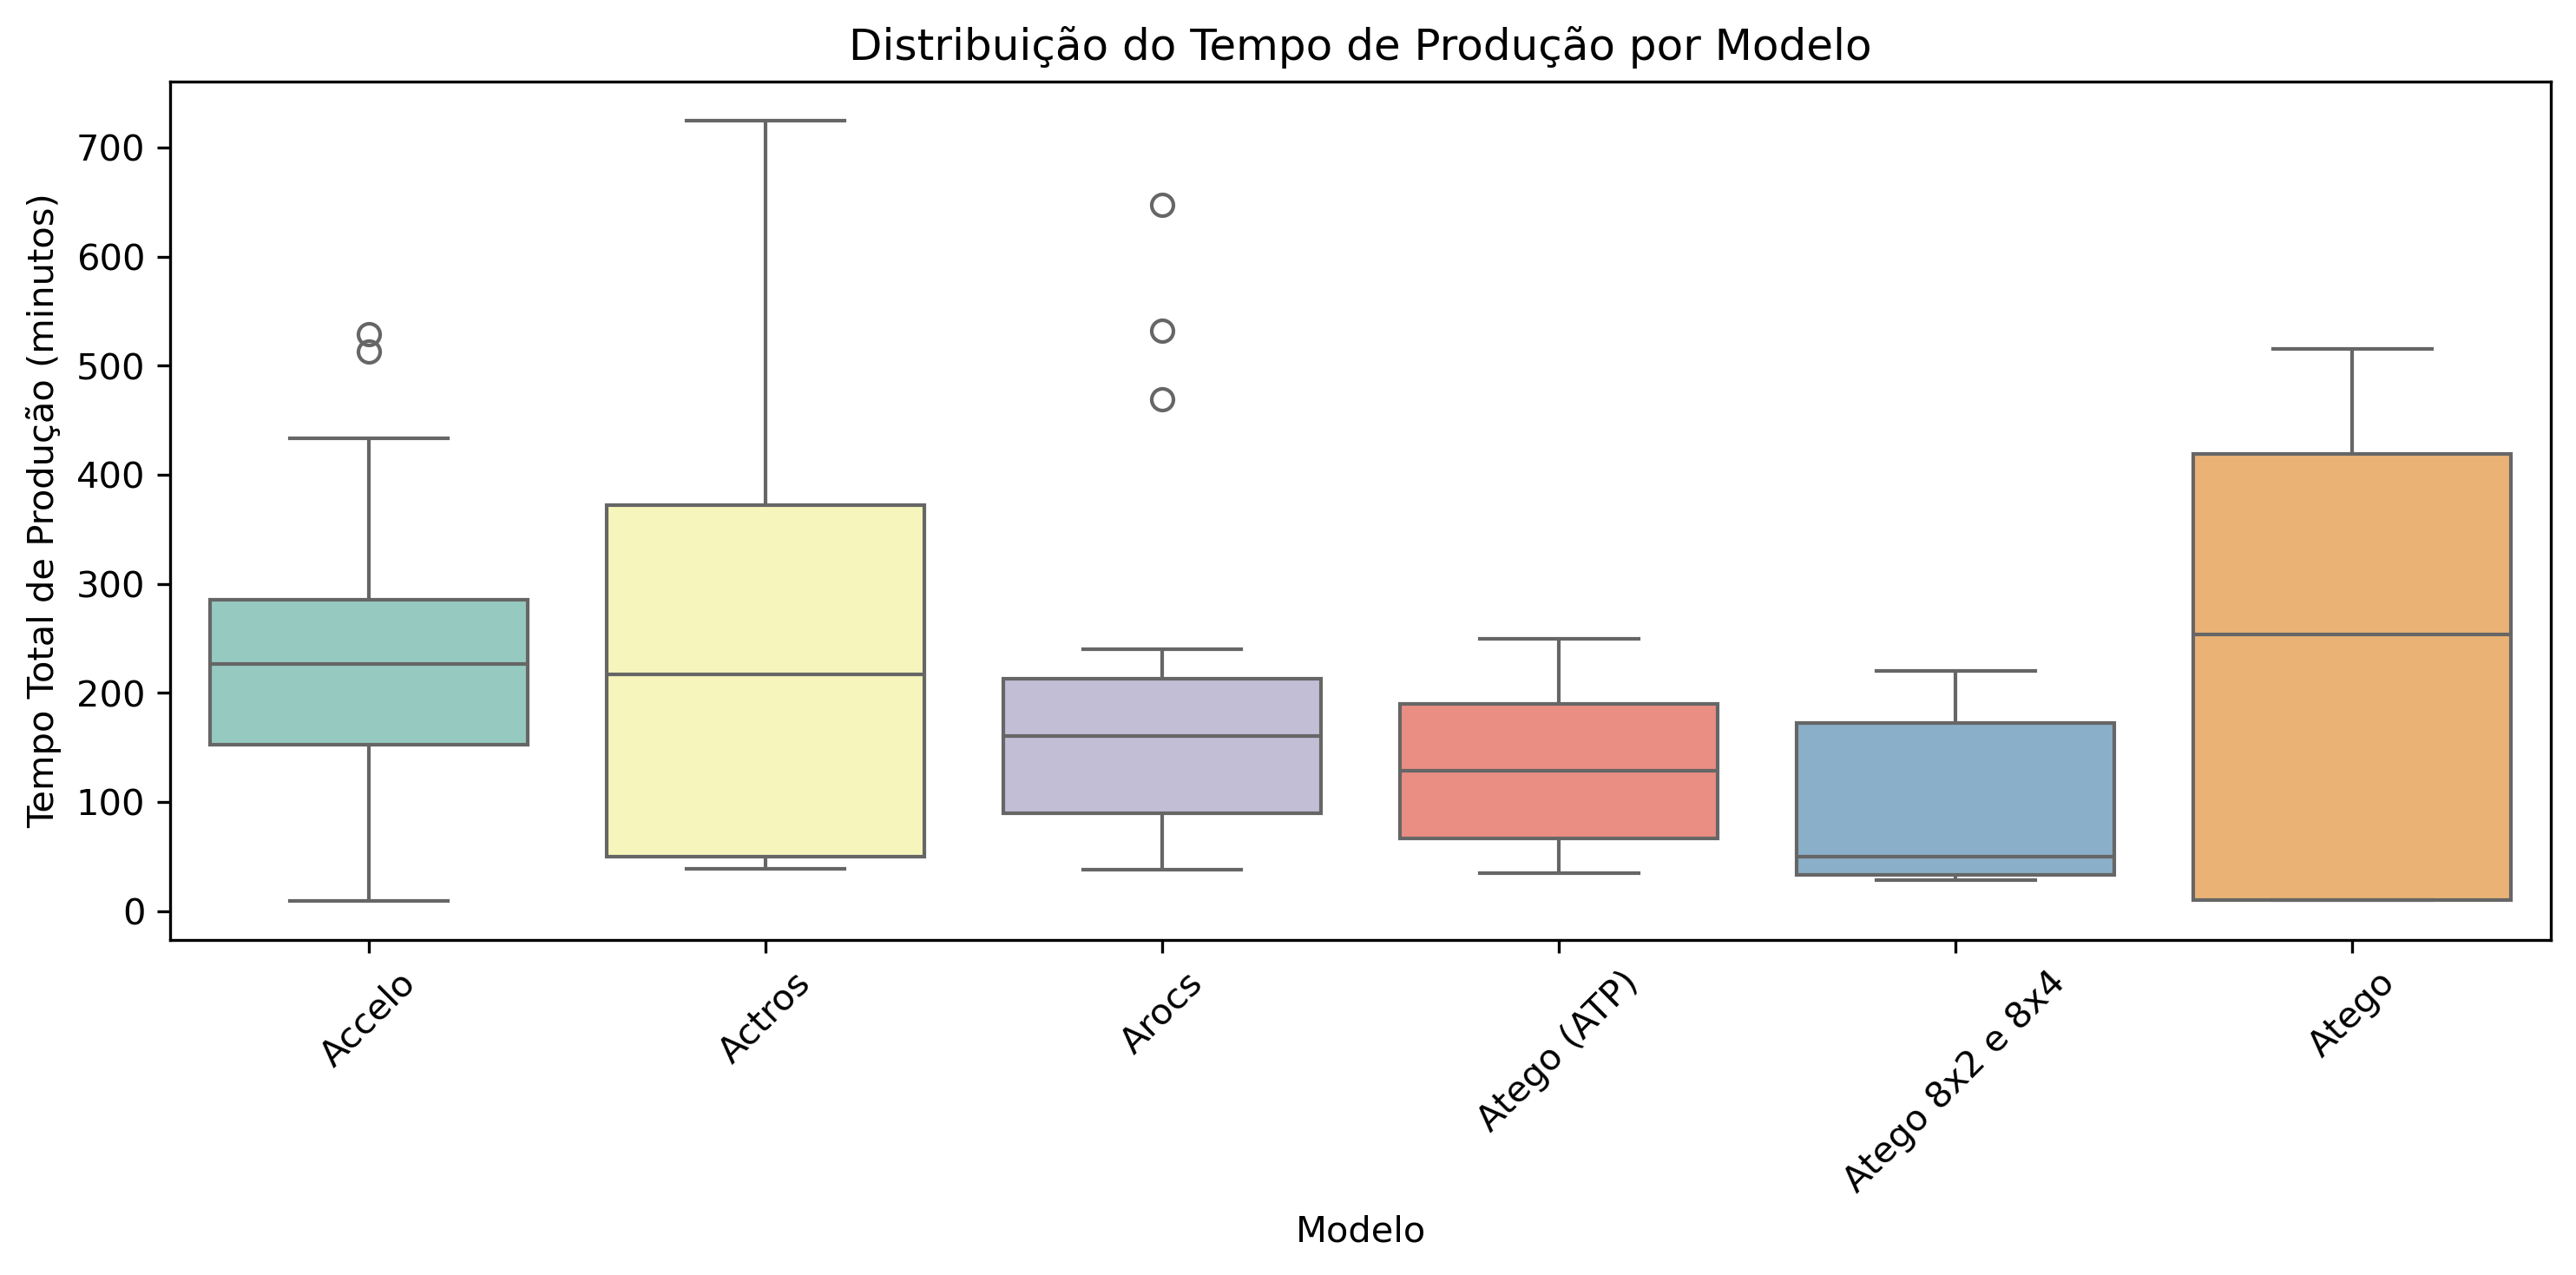 Distribuição do Tempo de Produção por Modelo
Tempo Total de Produção (minutos)
700
600
500
400
300
200
100
0
Accelo
Actros
Arocs
Atego (ATP)
Atego 8x2 e 8x4
Atego
Modelo